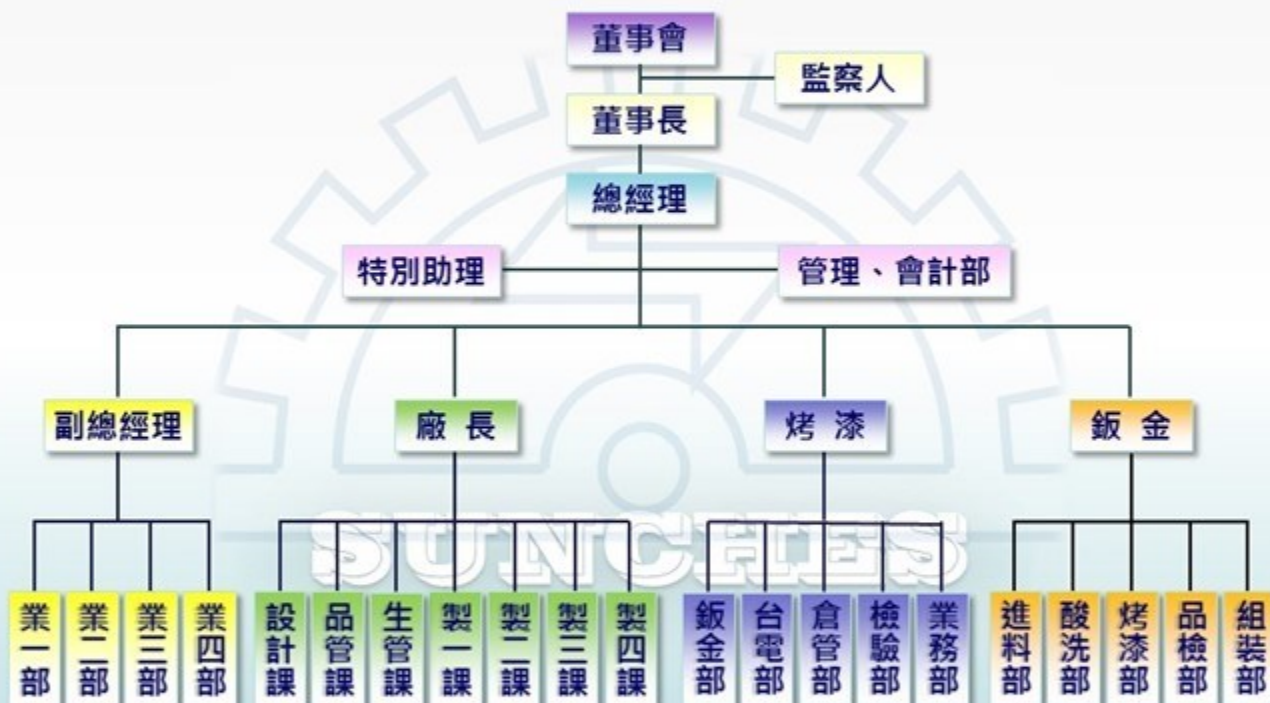 董事會
監察人
董事長
總經理
特別助理
管理、會計部
副總經理
廠 長
烤 漆
鈑 金
SUNCHES
業一部
業二部
業三部
業四部
設計課
品管課
生管課
製一課
製二課
製三課
製四課
鈑金部
台電部
倉管部
檢驗部
業務部
進料部
酸洗部
烤漆部
品檢部
組裝部